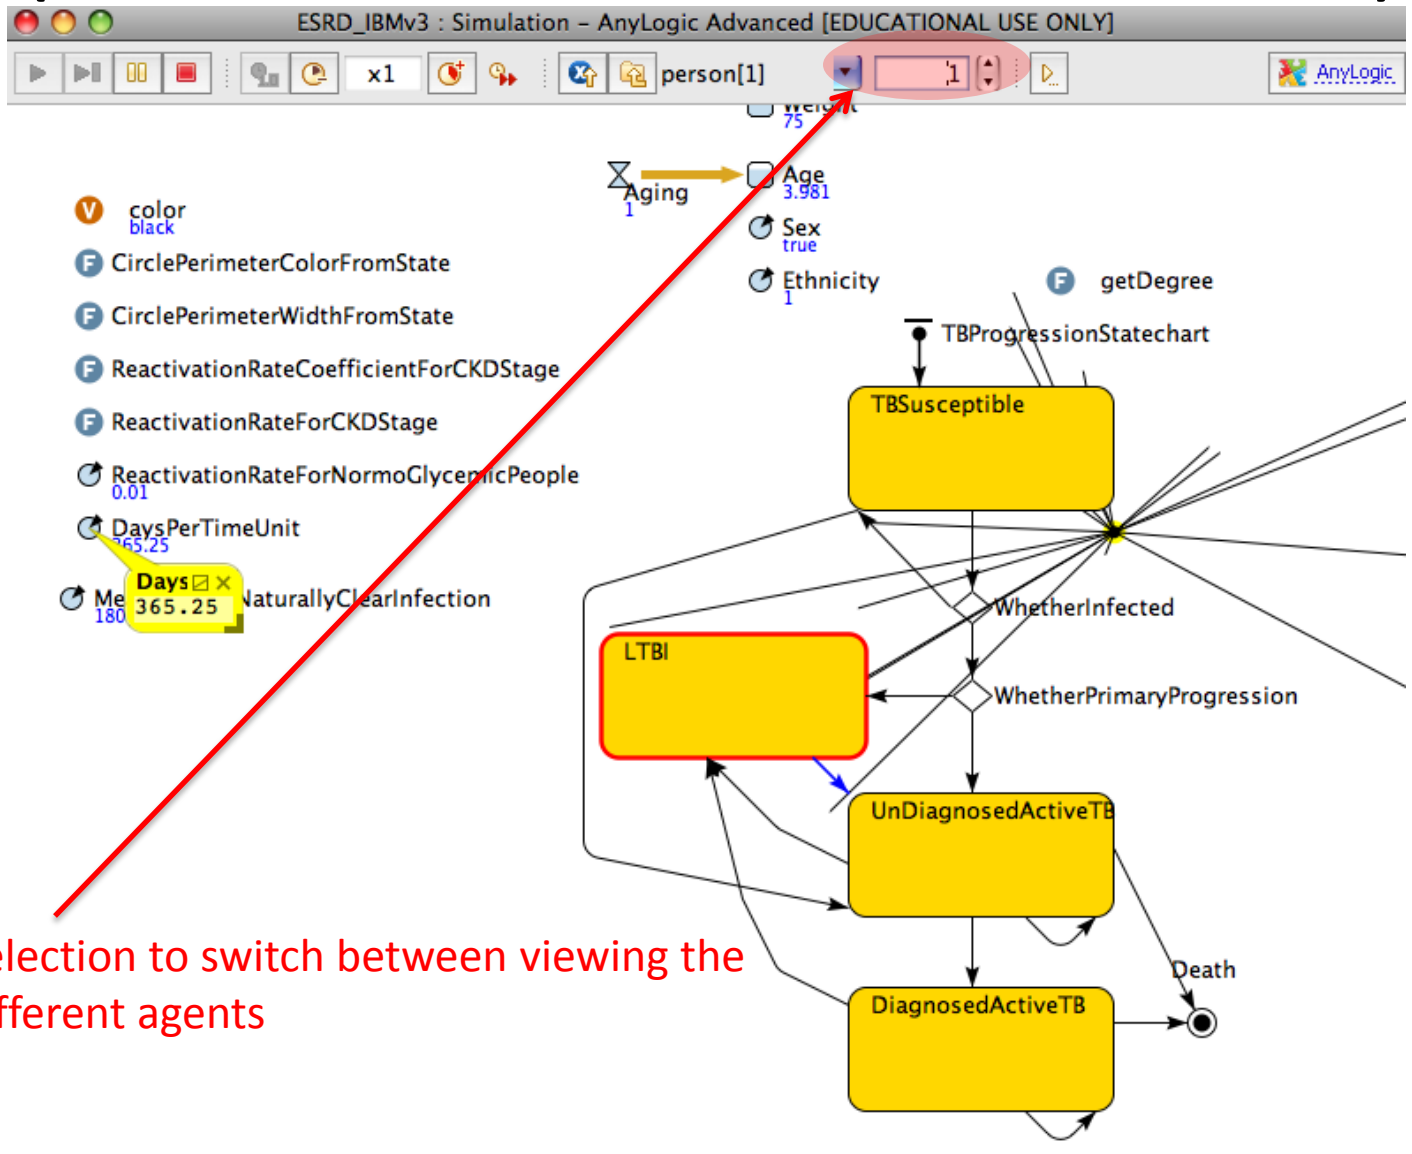 ESRD_IBMv3 : Simulation – AnyLogic Advanced [EDUCATIONAL USE ONLY]
x1
person[1]
1
AnyLogic
Weight
75
Aging
1
Age
3.981
color
black
Sex
true
CirclePerimeterColorFromState
Ethnicity
1
getDegree
CirclePerimeterWidthFromState
TBProgressionStatechart
ReactivationRateCoefficientForCKDStage
TBSusceptible
ReactivationRateForCKDStage
ReactivationRateForNormoGlycemicPeople
0.01
DaysPerTimeUnit
365.25
Days
365.25
NaturallyClearInfection
180
WhetherInfected
LTBI
WhetherPrimaryProgression
UnDiagnosedActiveTB
election to switch between viewing the
fferent agents
Death
DiagnosedActiveTB